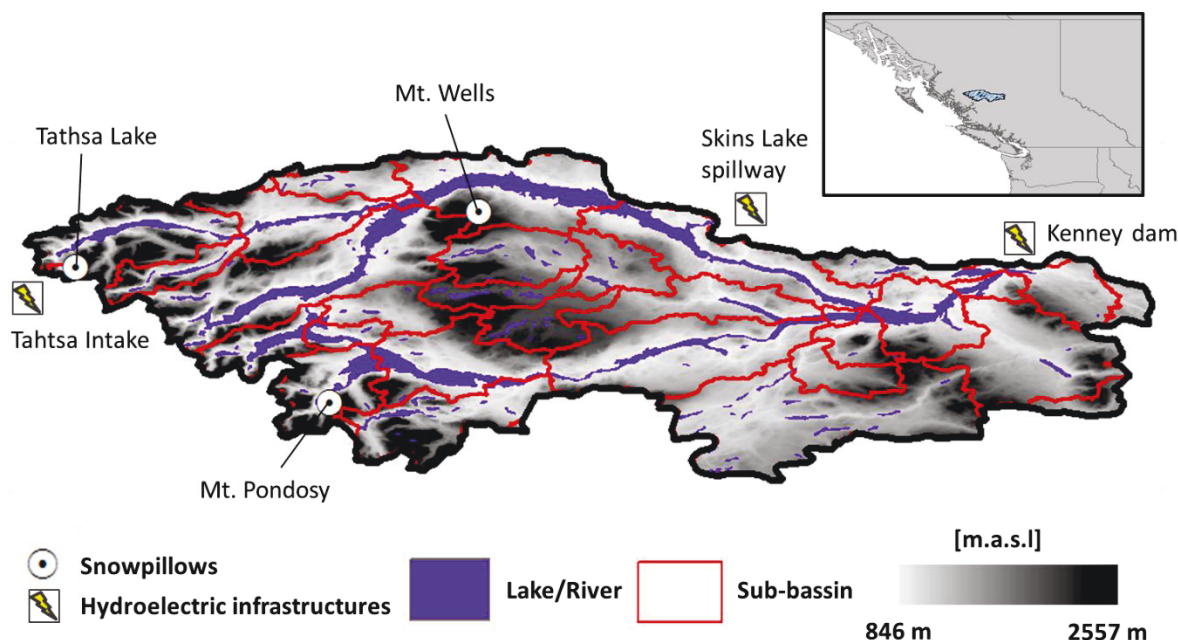 Mt. Wells
Tathsa Lake
Skins Lake
spillway
Kenney dam
Tahtsa Intake
Mt. Pondosy
Snowpillows
Hydroelectric infrastructures
Lake/River
Sub-bassin
[m.a.s.l]
846 m
2557 m